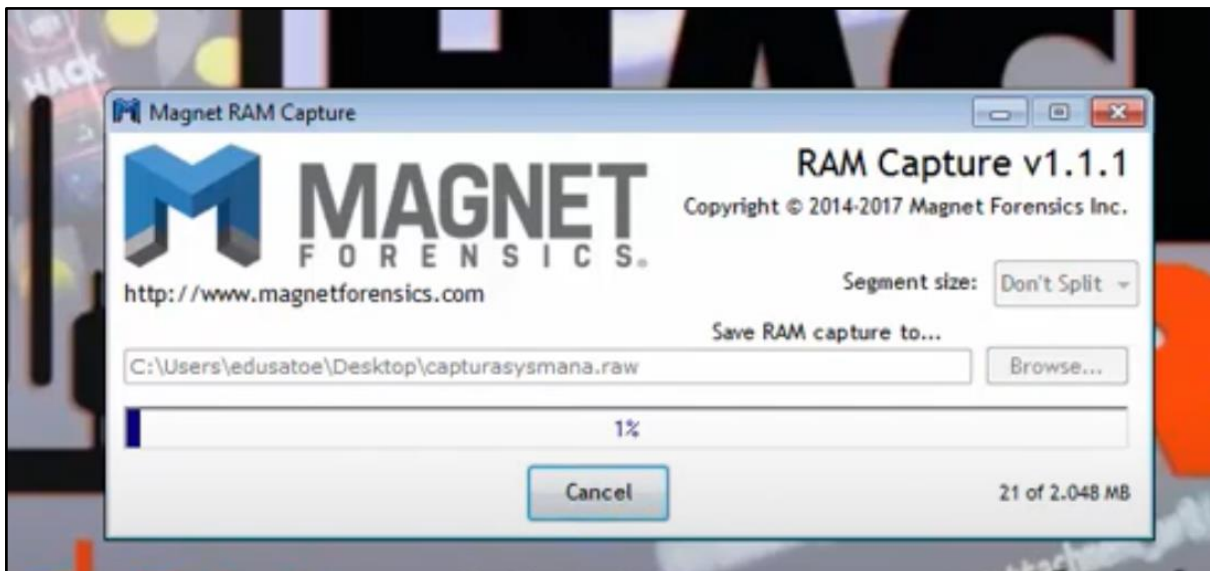 HACK
Magnet RAM Capture
RAM Capture v1.1.1
Copyright © 2014-2017 Magnet Forensics Inc.
MAGNET
FORENSICS®
http://www.magnetforensics.com
Segment size: Don't Split
Save RAM capture to...
C:\Users\edusatoe\Desktop\capturasysmana.raw
Browse...
1%
Cancel
21 of 2.048 MB